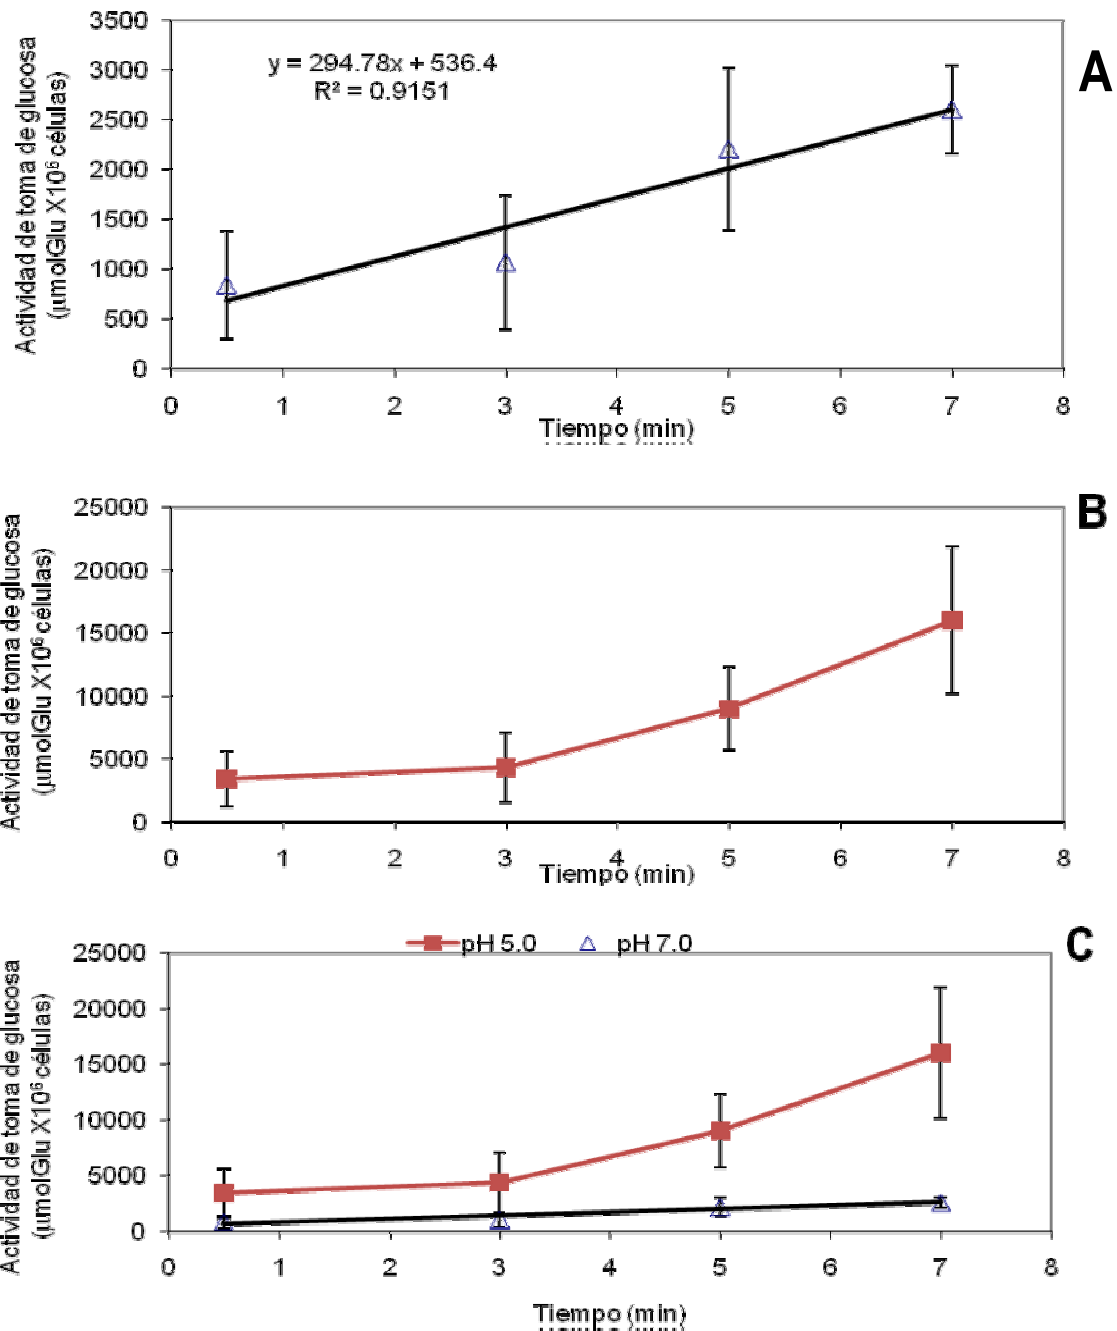 A
Actividad de toma de glucosa
(µmolGlu X10⁶ células)
3500
3000
2500
2000
1500
1000
500
0
y = 294.78x + 536.4
R² = 0.9151
0 1 2 3 4 5 6 7 8
Tiempo (min)
B
Actividad de toma de glucosa
(µmolGlu X10⁶ células)
25000
20000
15000
10000
5000
0
0 1 2 3 4 5 6 7 8
Tiempo (min)
C
pH 5.0 pH 7.0
Actividad de toma de glucosa
(µmolGlu X10⁶ células)
25000
20000
15000
10000
5000
0
0 1 2 3 4 5 6 7 8
Tiempo (min)